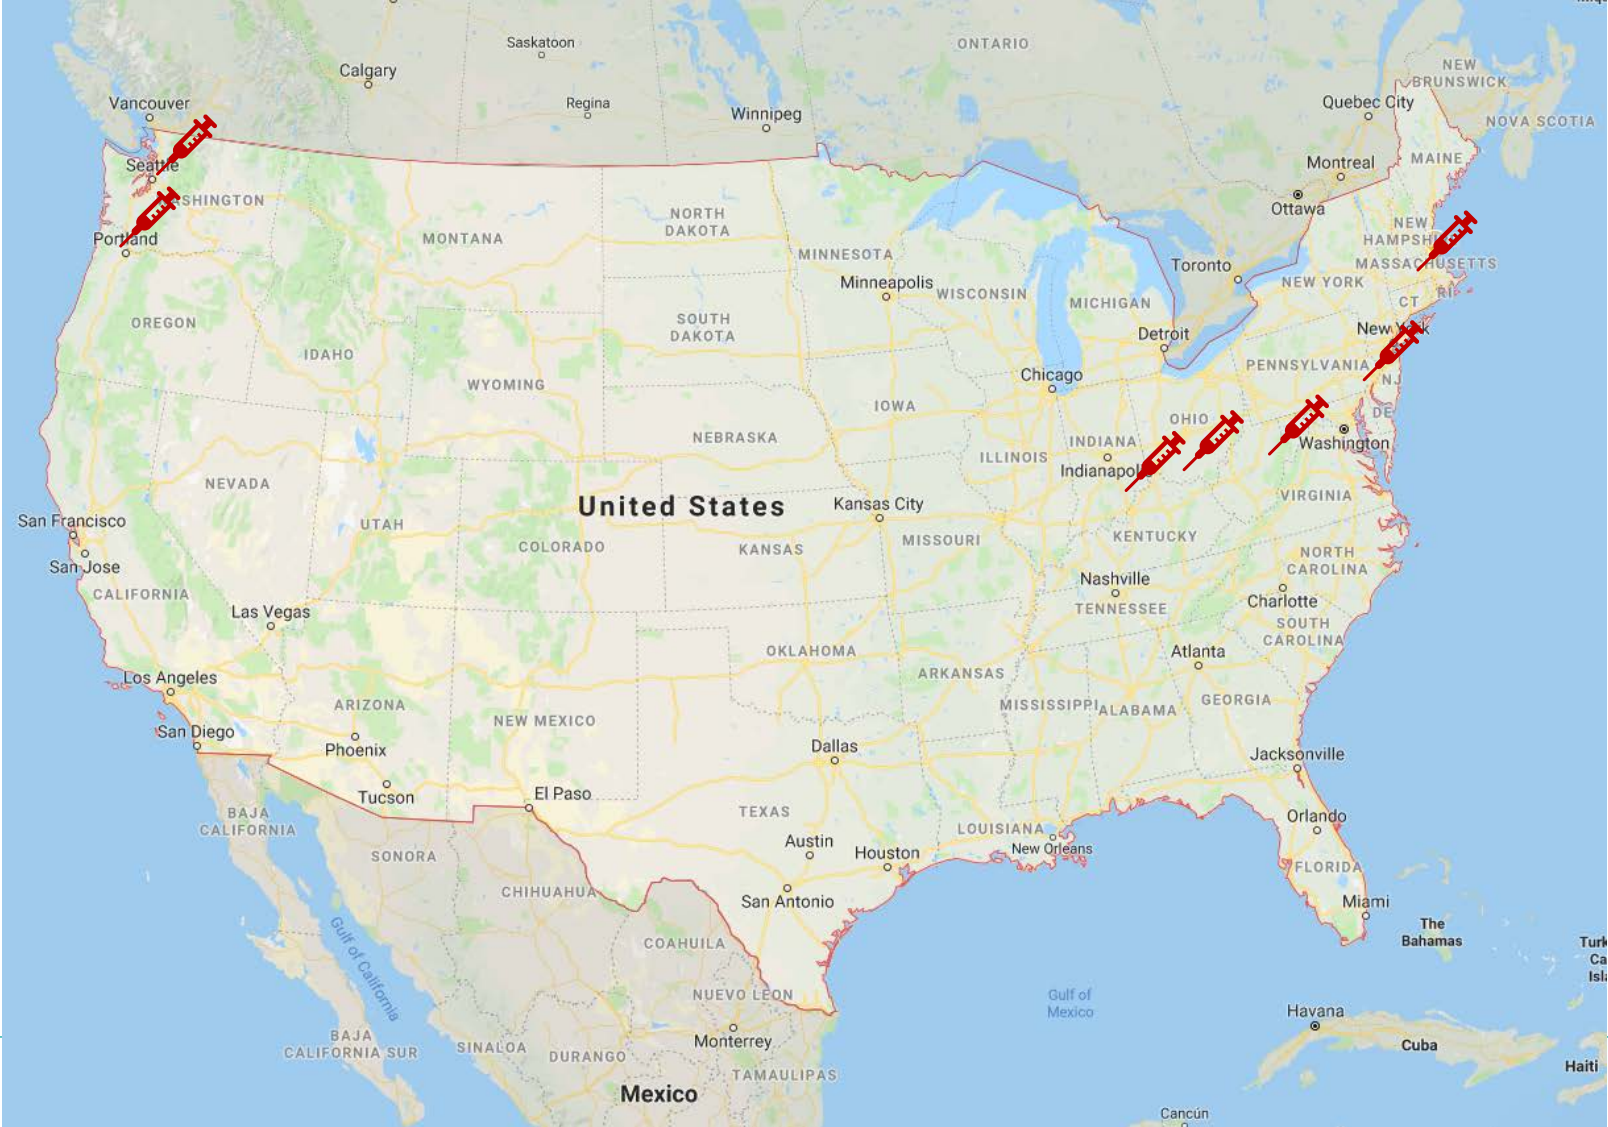 Saskatoon
ONTARIO
NEW
BRUNSWICK
Calgary
Vancouver
Regina
Winnipeg
Quebec City
NOVA SCOTIA
Seattle
Montreal
MAINE
Ottawa
NORTH
DAKOTA
NEW
MONTANA
Portland
MINNESOTA
Toronto
MASSACHUSETTS
Minneapolis
WISCONSIN
NEW YORK
MICHIGAN
CT
RI
OREGON
SOUTH
DAKOTA
Detroit
New York
IDAHO
PENNSYLVANIA
WYOMING
Chicago
NJ
IOWA
OHIO
DE
NEBRASKA
INDIANA
Washington
ILLINOIS
NEVADA
United States
Kansas City
VIRGINIA
San Francisco
UTAH
COLORADO
KANSAS
MISSOURI
KENTUCKY
San Jose
NORTH
CAROLINA
CALIFORNIA
Nashville
Las Vegas
TENNESSEE
Charlotte
SOUTH
CAROLINA
OKLAHOMA
Atlanta
Los Angeles
ARKANSAS
ARIZONA
NEW MEXICO
MISSISSIPPI
ALABAMA
GEORGIA
San Diego
Phoenix
Dallas
Jacksonville
Tucson
El Paso
BAJA
CALIFORNIA
TEXAS
Orlando
LOUISIANA
Austin
New Orleans
SONORA
Houston
FLORIDA
CHIHUAHUA
San Antonio
Miami
Gulf of California
COAHUILA
The
Bahamas
NUEVO LEON
Gulf of
Mexico
Havana
BAJA
CALIFORNIA SUR
SINALOA
DURANGO
Monterrey
Cuba
TAMAULIPAS
Haiti
Mexico
Cancún